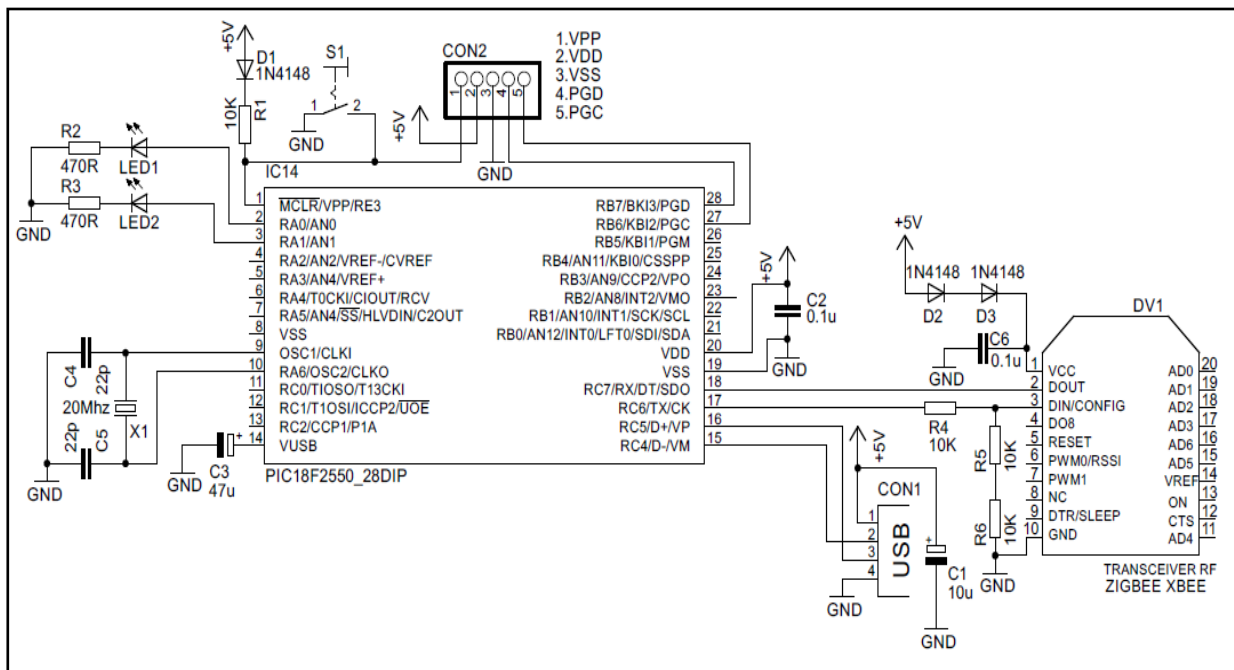 +5V
D1
1N4148
10K
R1
S1
1
2
GND
CON2
1
2
3
4
5
1.VPP
2.VDD
3.VSS
4.PGD
5.PGC
+5V
GND
R2
470R
LED1
R3
470R
LED2
GND
IC14
1 MCLR/VPP/RE3
2 RA0/AN0
3 RA1/AN1
4 RA2/AN2/VREF-/CVREF
5 RA3/AN4/VREF+
6 RA4/T0CKI/CIOUT/RCV
7 RA5/AN4/SS/HLVDIN/C2OUT
8 VSS
9 OSC1/CLKI
10 RA6/OSC2/CLKO
11 RC0/TIOSO/T13CKI
12 RC1/T1OSI/ICCP2/UOE
13 RC2/CCP1/P1A
14 VUSB
RB7/BKI3/PGD 28
RB6/KBI2/PGC 27
RB5/KBI1/PGM 26
RB4/AN11/KBI0/CSSPP 25
RB3/AN9/CCP2/VPO 24
RB2/AN8/INT2/VMO 23
RB1/AN10/INT1/SCK/SCL 22
RB0/AN12/INT0/LFT0/SDI/SDA 21
VDD 20
VSS 19
RC7/RX/DT/SDO 18
RC6/TX/CK 17
RC5/D+/VP 16
RC4/D-/VM 15
PIC18F2550_28DIP
C4
22p
20Mhz
X1
22p
C5
GND
GND
C3
47u
+
+5V
C2
0.1u
GND
+5V
1N4148
1N4148
D2
D3
C6
0.1u
GND
R4
10K
R5
10K
R6
10K
GND
+5V
CON1
1
2
3
4
USB
GND
+
C1
10u
GND
DV1
1 VCC
2 DOUT
3 DIN/CONFIG
4 DO8
5 RESET
6 PWM0/RSSI
7 PWM1
8 NC
9 DTR/SLEEP
10 GND
AD0 20
AD1 19
AD2 18
AD3 17
AD6 16
AD5 15
VREF 14
ON 13
CTS 12
AD4 11
TRANSCEIVER RF
ZIGBEE XBEE